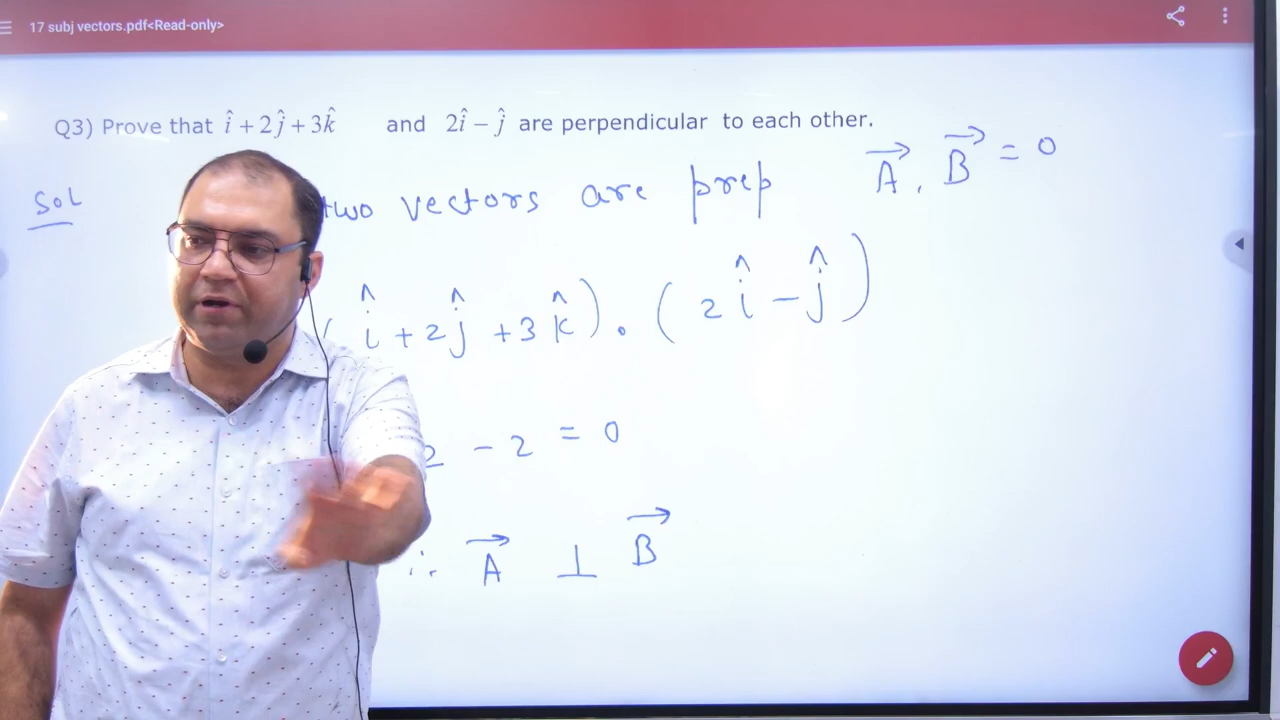 17 subj vectors.pdf<Read-only>
Q3) Prove that î + 2ĵ + 3k̂ and 2î − ĵ are perpendicular to each other.
Sol two vectors are prep A⃗ . B⃗ = 0
( î + 2ĵ + 3k̂ ) . ( 2î − ĵ )
2 − 2 = 0
∴ A⃗ ⊥ B⃗